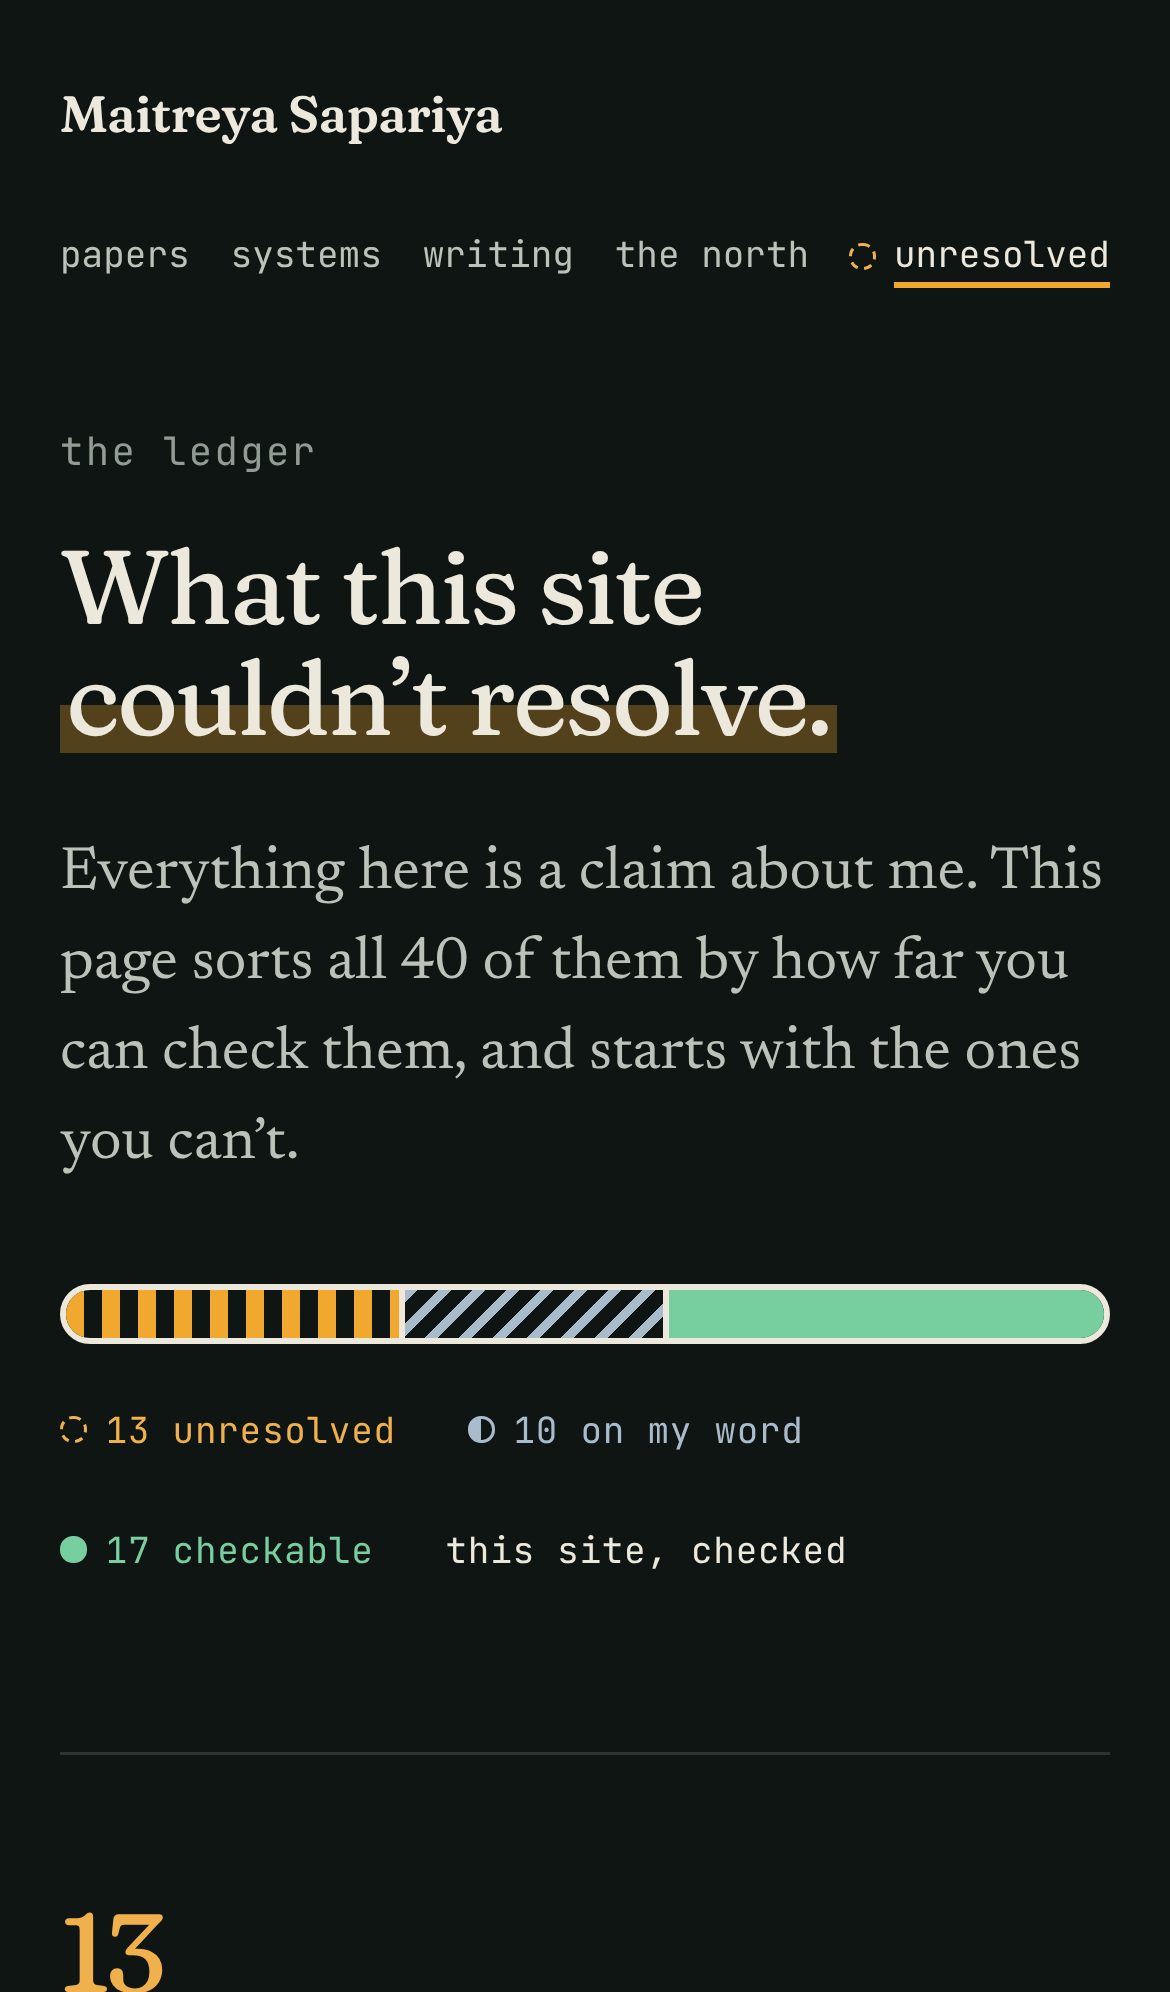 Maitreya Sapariya
papers systems writing the north unresolved
the ledger
What this site
couldn’t resolve.
Everything here is a claim about me. This
page sorts all 40 of them by how far you
can check them, and starts with the ones
you can’t.
13 unresolved 10 on my word
17 checkable this site, checked
13